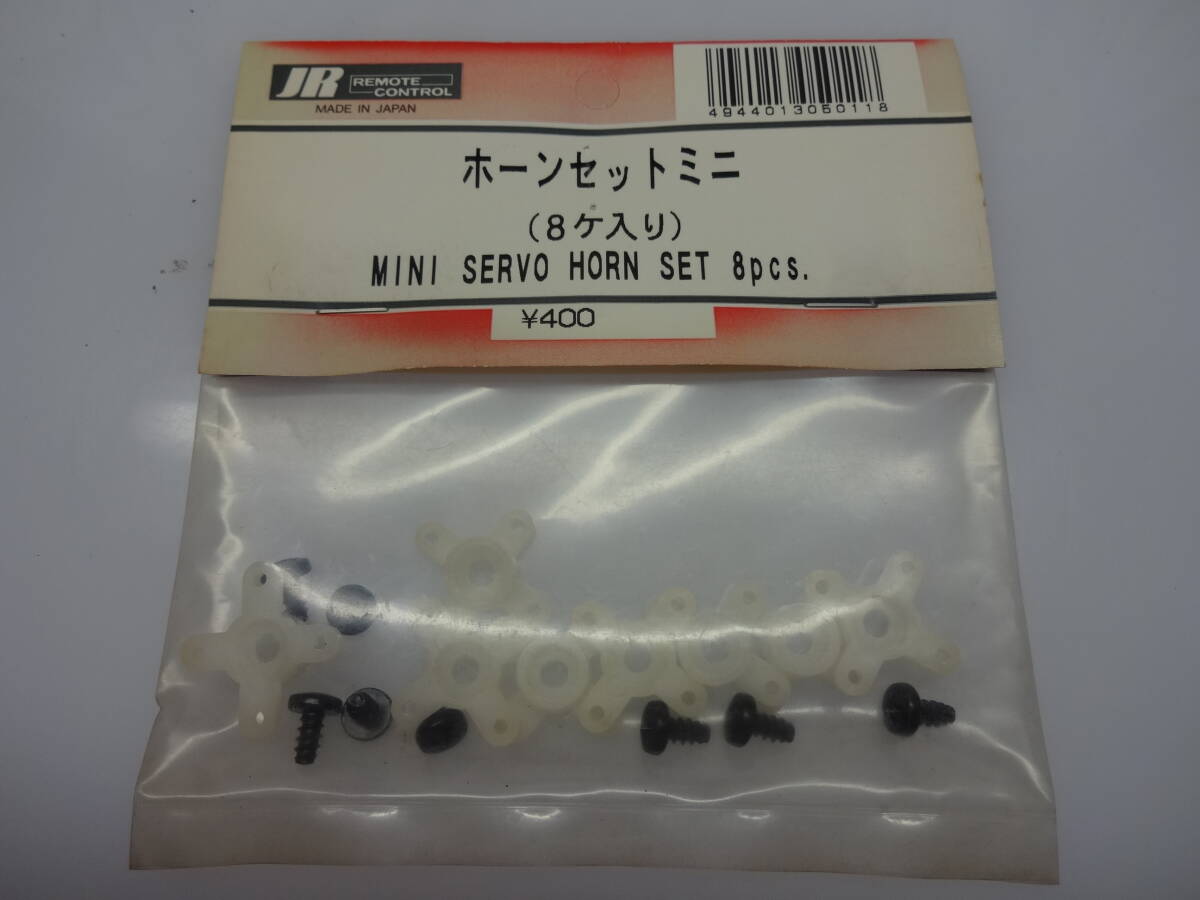 JR REMOTE CONTROL
MADE IN JAPAN
4944013050118
ホーンセットミニ
(8ケ入り)
MINI SERVO HORN SET 8pcs.
¥400